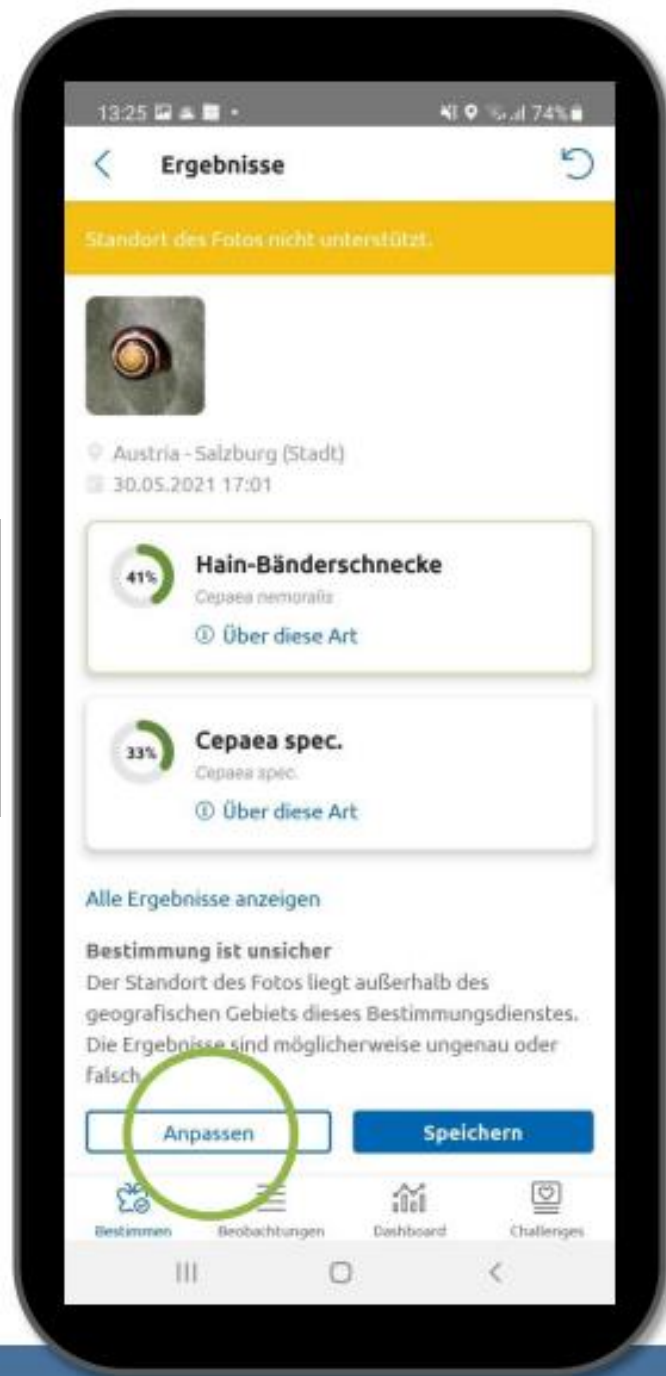 13:25
74%
Ergebnisse
Standort des Fotos nicht unterstützt.
Austria - Salzburg (Stadt)
30.05.2021 17:01
41%
Hain-Bänderschnecke
Cepaea nemoralis
Über diese Art
33%
Cepaea spec.
Cepaea spec.
Über diese Art
Alle Ergebnisse anzeigen
Bestimmung ist unsicher
Der Standort des Fotos liegt außerhalb des
geografischen Gebiets dieses Bestimmungsdienstes.
Die Ergebnisse sind möglicherweise ungenau oder
falsch.
Anpassen
Speichern
Bestimmen
Beobachtungen
Dashboard
Challenges